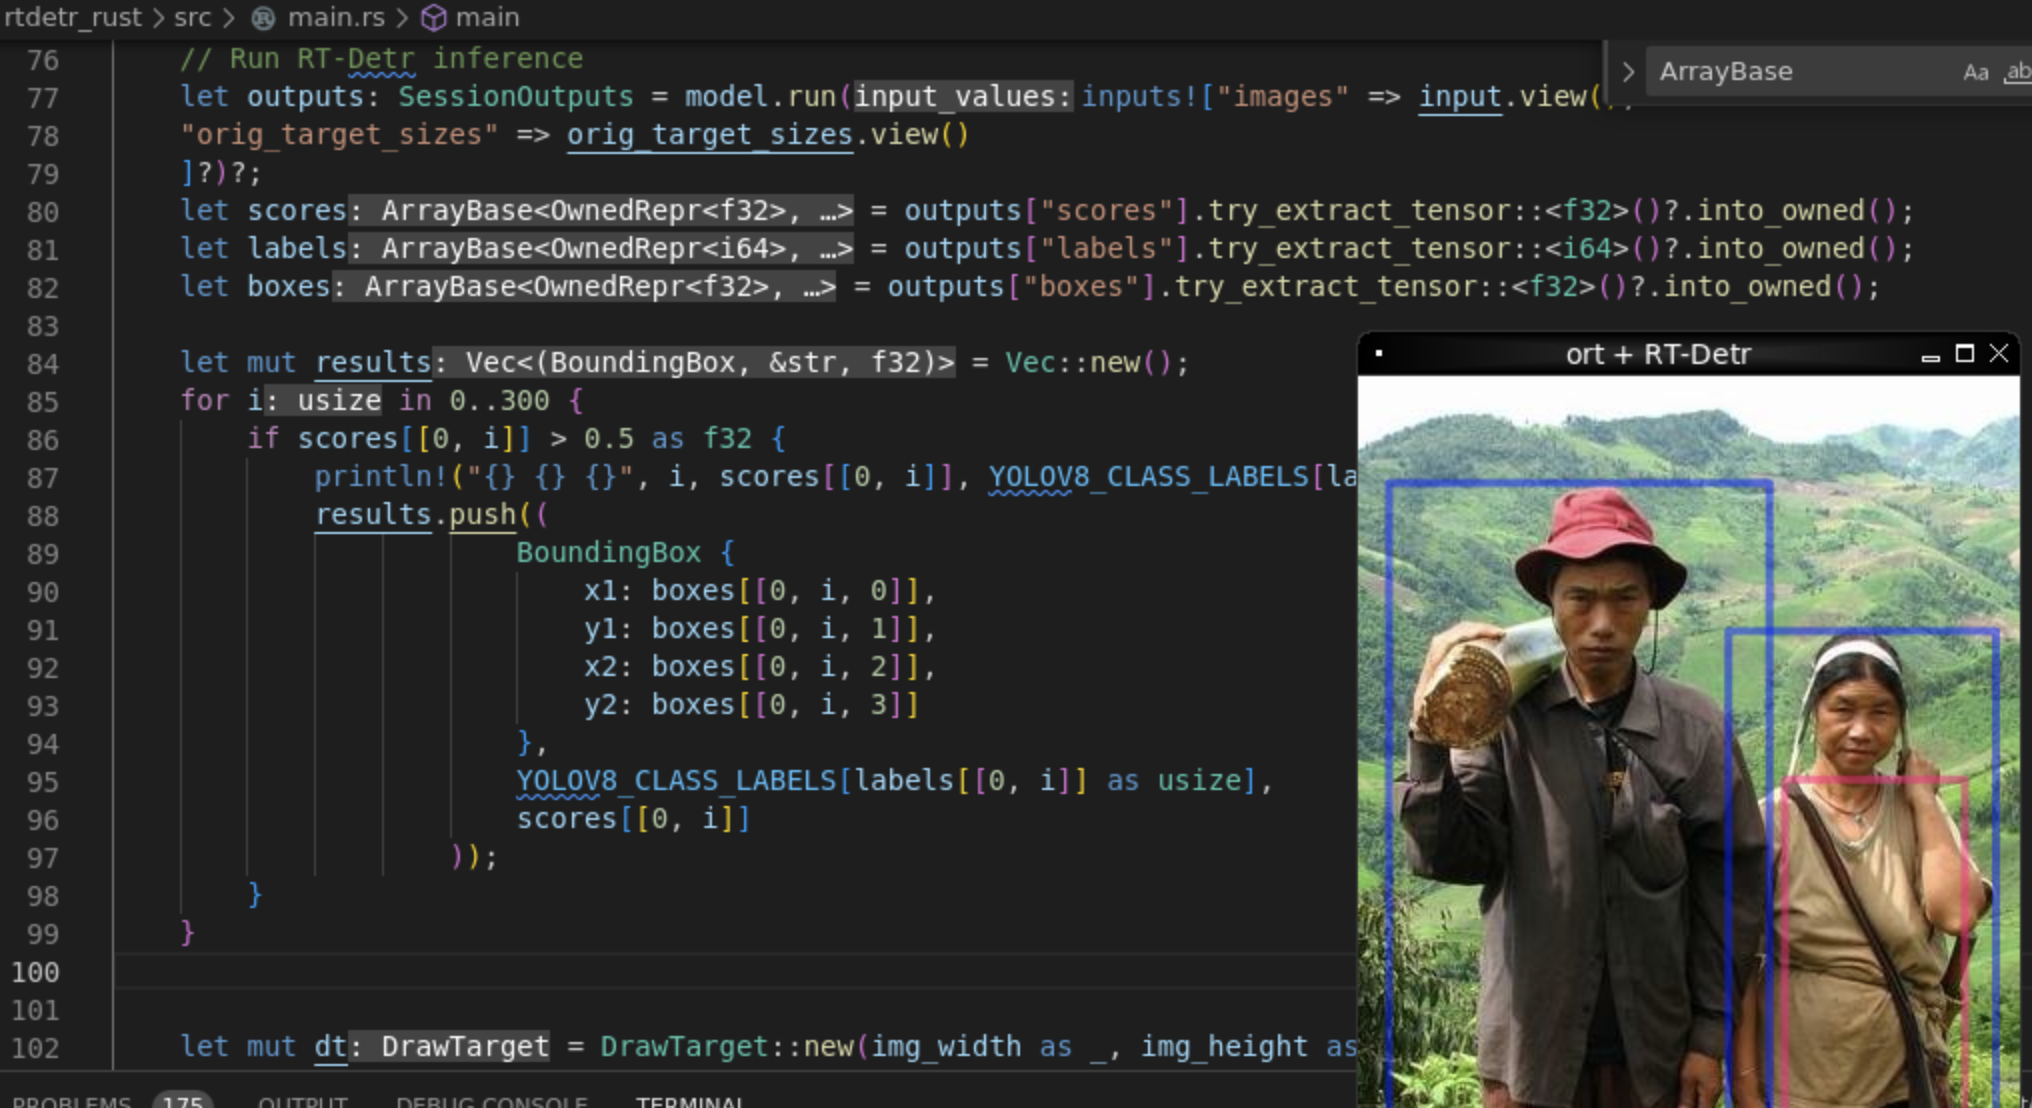 rtdetr_rust > src > main.rs > main
76 // Run RT-Detr inference
77 let outputs: SessionOutputs = model.run(input_values: inputs!["images" => input.view(
78 "orig_target_sizes" => orig_target_sizes.view()
79 ]?)?;
80 let scores: ArrayBase<OwnedRepr<f32>, …> = outputs["scores"].try_extract_tensor::<f32>()?.into_owned();
81 let labels: ArrayBase<OwnedRepr<i64>, …> = outputs["labels"].try_extract_tensor::<i64>()?.into_owned();
82 let boxes: ArrayBase<OwnedRepr<f32>, …> = outputs["boxes"].try_extract_tensor::<f32>()?.into_owned();
83
84 let mut results: Vec<(BoundingBox, &str, f32)> = Vec::new();
85 for i: usize in 0..300 {
86 if scores[[0, i]] > 0.5 as f32 {
87 println!("{} {} {}", i, scores[[0, i]], YOLOV8_CLASS_LABELS[la
88 results.push((
89 BoundingBox {
90 x1: boxes[[0, i, 0]],
91 y1: boxes[[0, i, 1]],
92 x2: boxes[[0, i, 2]],
93 y2: boxes[[0, i, 3]]
94 },
95 YOLOV8_CLASS_LABELS[labels[[0, i]] as usize],
96 scores[[0, i]]
97 ));
98 }
99 }
100
101
102 let mut dt: DrawTarget = DrawTarget::new(img_width as _, img_height as
> ArrayBase Aa ab
ort + RT-Detr
PROBLEMS 175 OUTPUT DEBUG CONSOLE TERMINAL